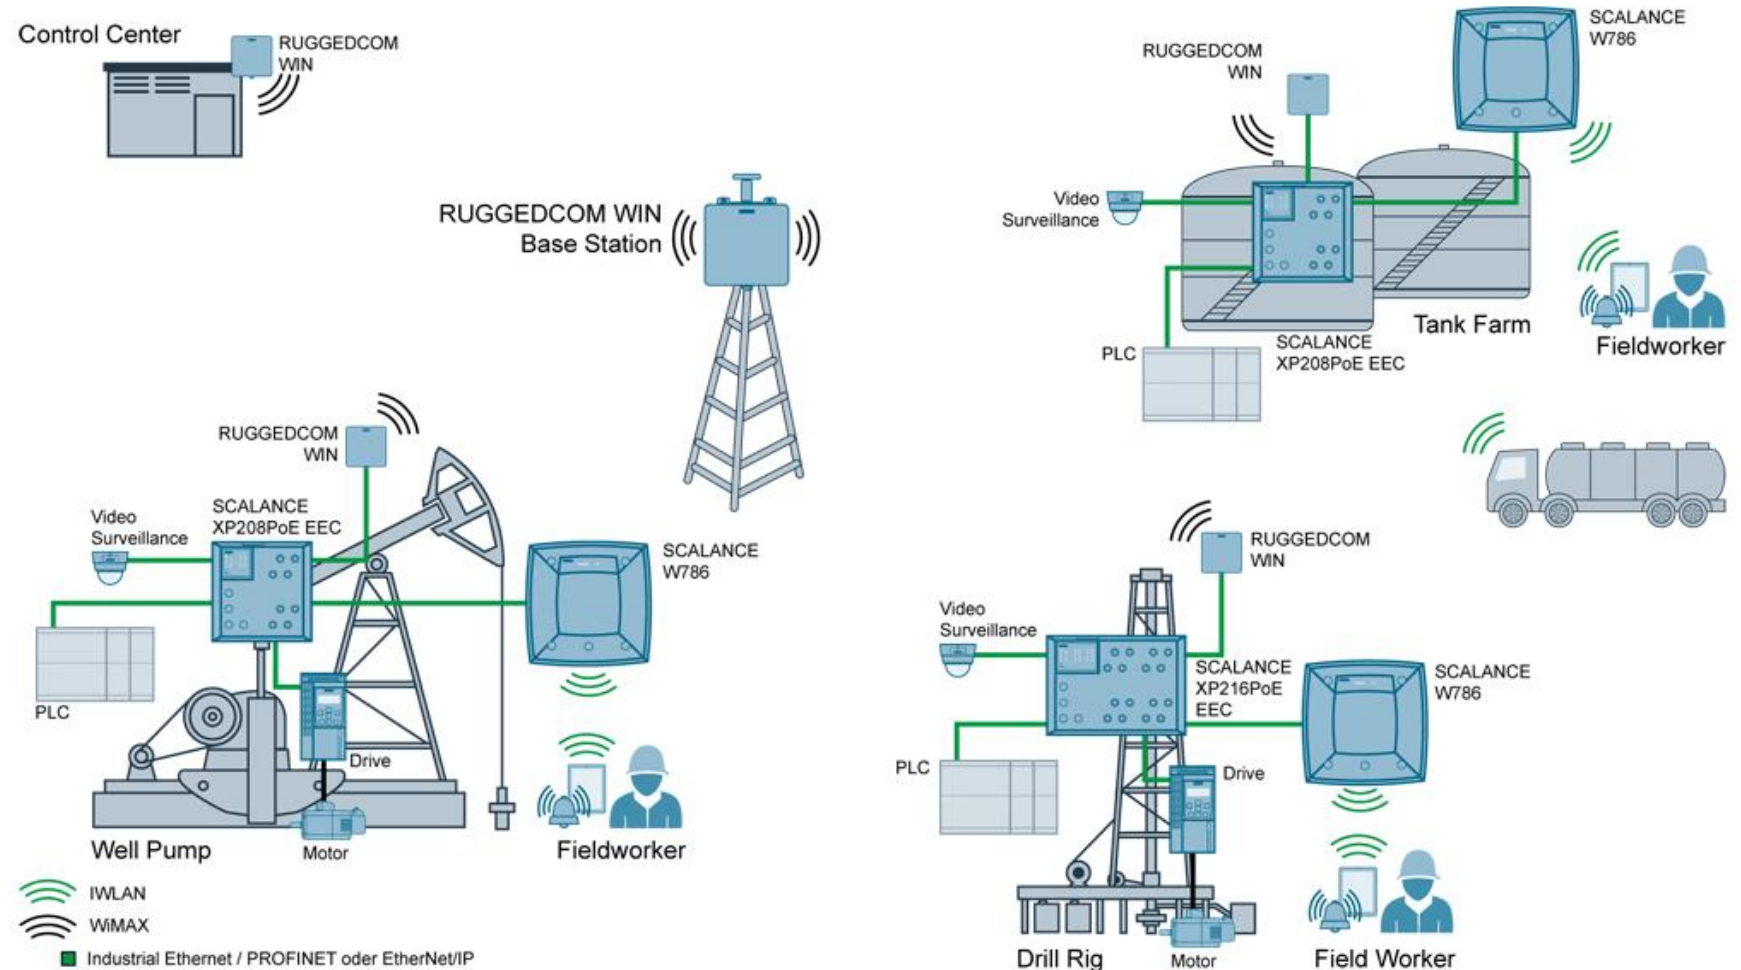 Control Center
RUGGEDCOM
WIN
RUGGEDCOM WIN
Base Station
RUGGEDCOM
WIN
SCALANCE
W786
Video
Surveillance
PLC
SCALANCE
XP208PoE EEC
Tank Farm
Fieldworker
RUGGEDCOM
WIN
SCALANCE
XP208PoE EEC
Video
Surveillance
SCALANCE
W786
PLC
Drive
Well Pump
Motor
Fieldworker
RUGGEDCOM
WIN
Video
Surveillance
SCALANCE
XP216PoE
EEC
SCALANCE
W786
PLC
Drive
Drill Rig
Motor
Field Worker
IWLAN
WiMAX
Industrial Ethernet / PROFINET oder EtherNet/IP